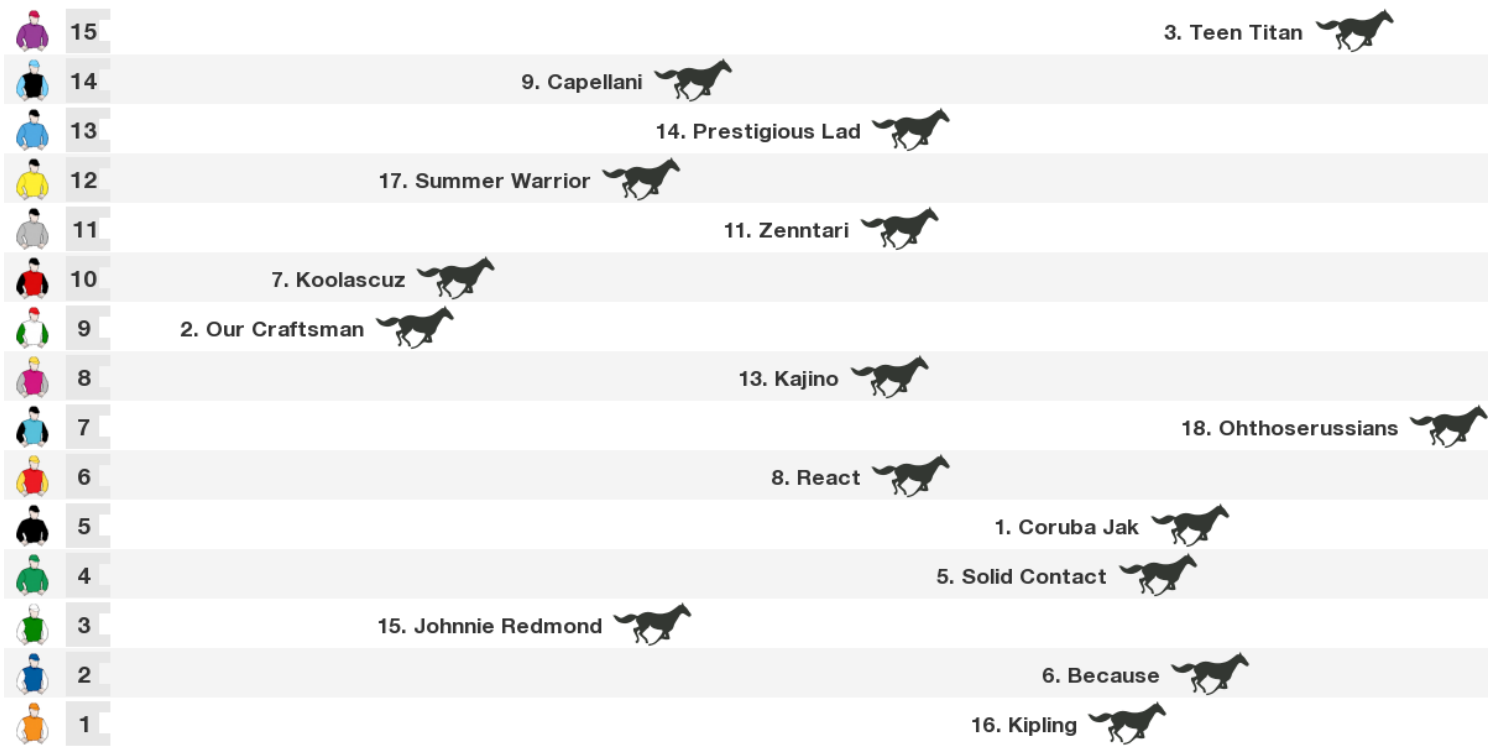 15 3. Teen Titan
14 9. Capellani
13 14. Prestigious Lad
12 17. Summer Warrior
11 11. Zenntari
10 7. Koolascuz
9 2. Our Craftsman
8 13. Kajino
7 18. Ohthoserussians
6 8. React
5 1. Coruba Jak
4 5. Solid Contact
3 15. Johnnie Redmond
2 6. Because
1 16. Kipling